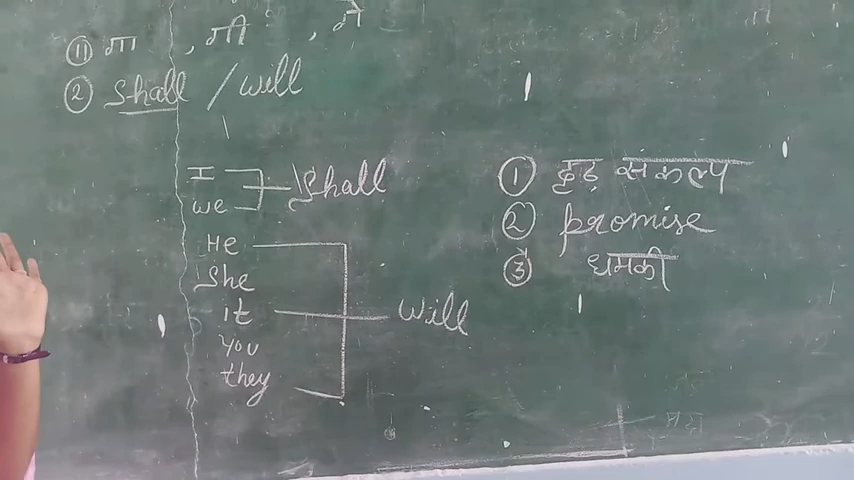 ① गा , गी , गे
② Shall / will
I
we
Shall
He
She
it
you
they
will
① दृढ़ संकल्प
② promise
③ धमकी